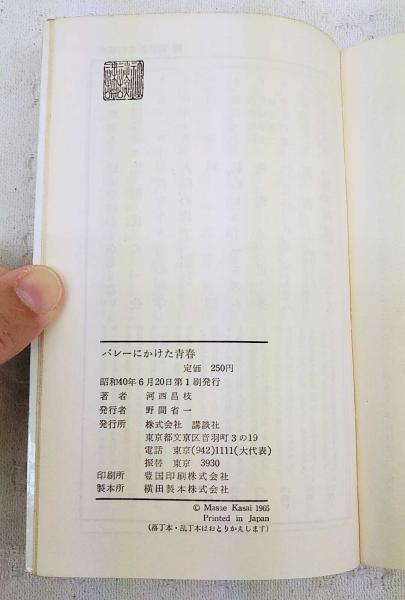 バレーにかけた青春
定価 250円
昭和40年6月20日第1刷発行
著者 河西昌枝
発行者 野間省一
発行所 株式会社 講談社
東京都文京区音羽町3の19
電話 東京(942)1111(大代表)
振替 東京 3930
印刷所 豊国印刷株式会社
製本所 横田製本株式会社
© Masae Kasai 1965
Printed in Japan
(落丁本・乱丁本はおとりかえします)